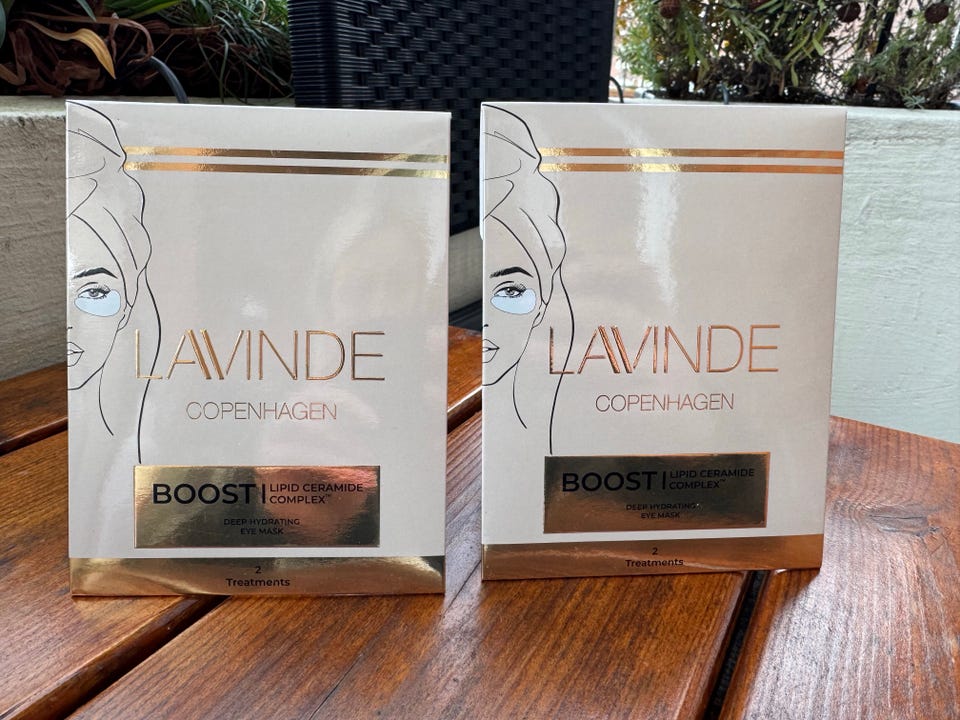 LAVINDE
COPENHAGEN
BOOST | LIPID CERAMIDE
COMPLEX™
DEEP HYDRATING
EYE MASK
2
Treatments
LAVINDE
COPENHAGEN
BOOST | LIPID CERAMIDE
COMPLEX™
DEEP HYDRATING
EYE MASK
2
Treatments